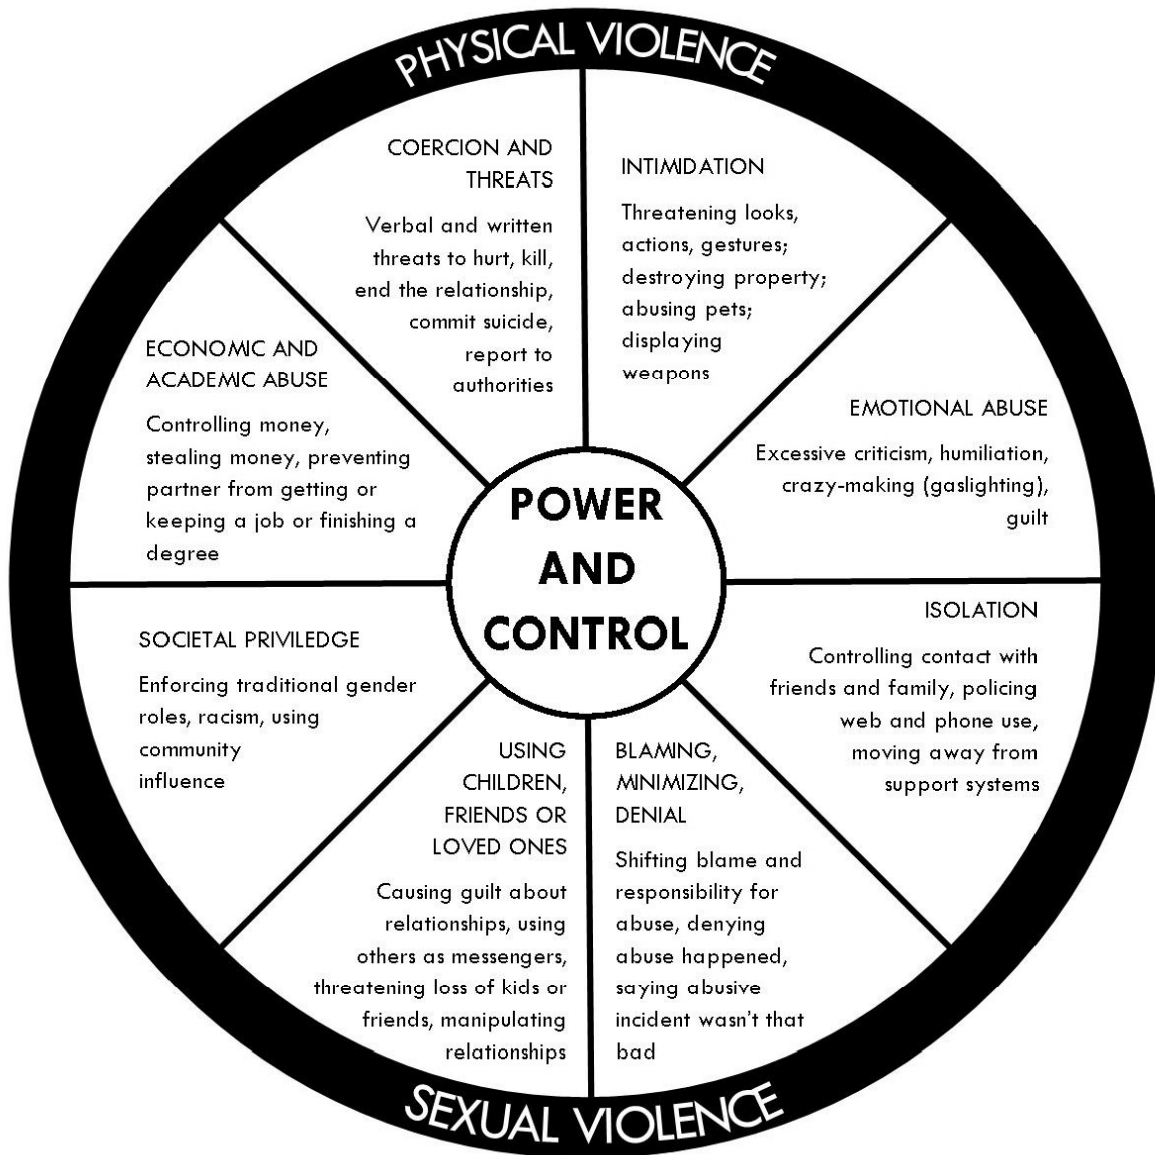 PHYSICAL VIOLENCE
COERCION AND
THREATS
Verbal and written
threats to hurt, kill,
end the relationship,
commit suicide,
report to
authorities
INTIMIDATION
Threatening looks,
actions, gestures;
destroying property;
abusing pets;
displaying
weapons
ECONOMIC AND
ACADEMIC ABUSE
Controlling money,
stealing money, preventing
partner from getting or
keeping a job or finishing a
degree
EMOTIONAL ABUSE
Excessive criticism, humiliation,
crazy-making (gaslighting),
guilt
POWER
AND
CONTROL
SOCIETAL PRIVILEDGE
Enforcing traditional gender
roles, racism, using
community
influence
ISOLATION
Controlling contact with
friends and family, policing
web and phone use,
moving away from
support systems
USING
CHILDREN,
FRIENDS OR
LOVED ONES
Causing guilt about
relationships, using
others as messengers,
threatening loss of kids or
friends, manipulating
relationships
BLAMING,
MINIMIZING,
DENIAL
Shifting blame and
responsibility for
abuse, denying
abuse happened,
saying abusive
incident wasn't that
bad
SEXUAL VIOLENCE